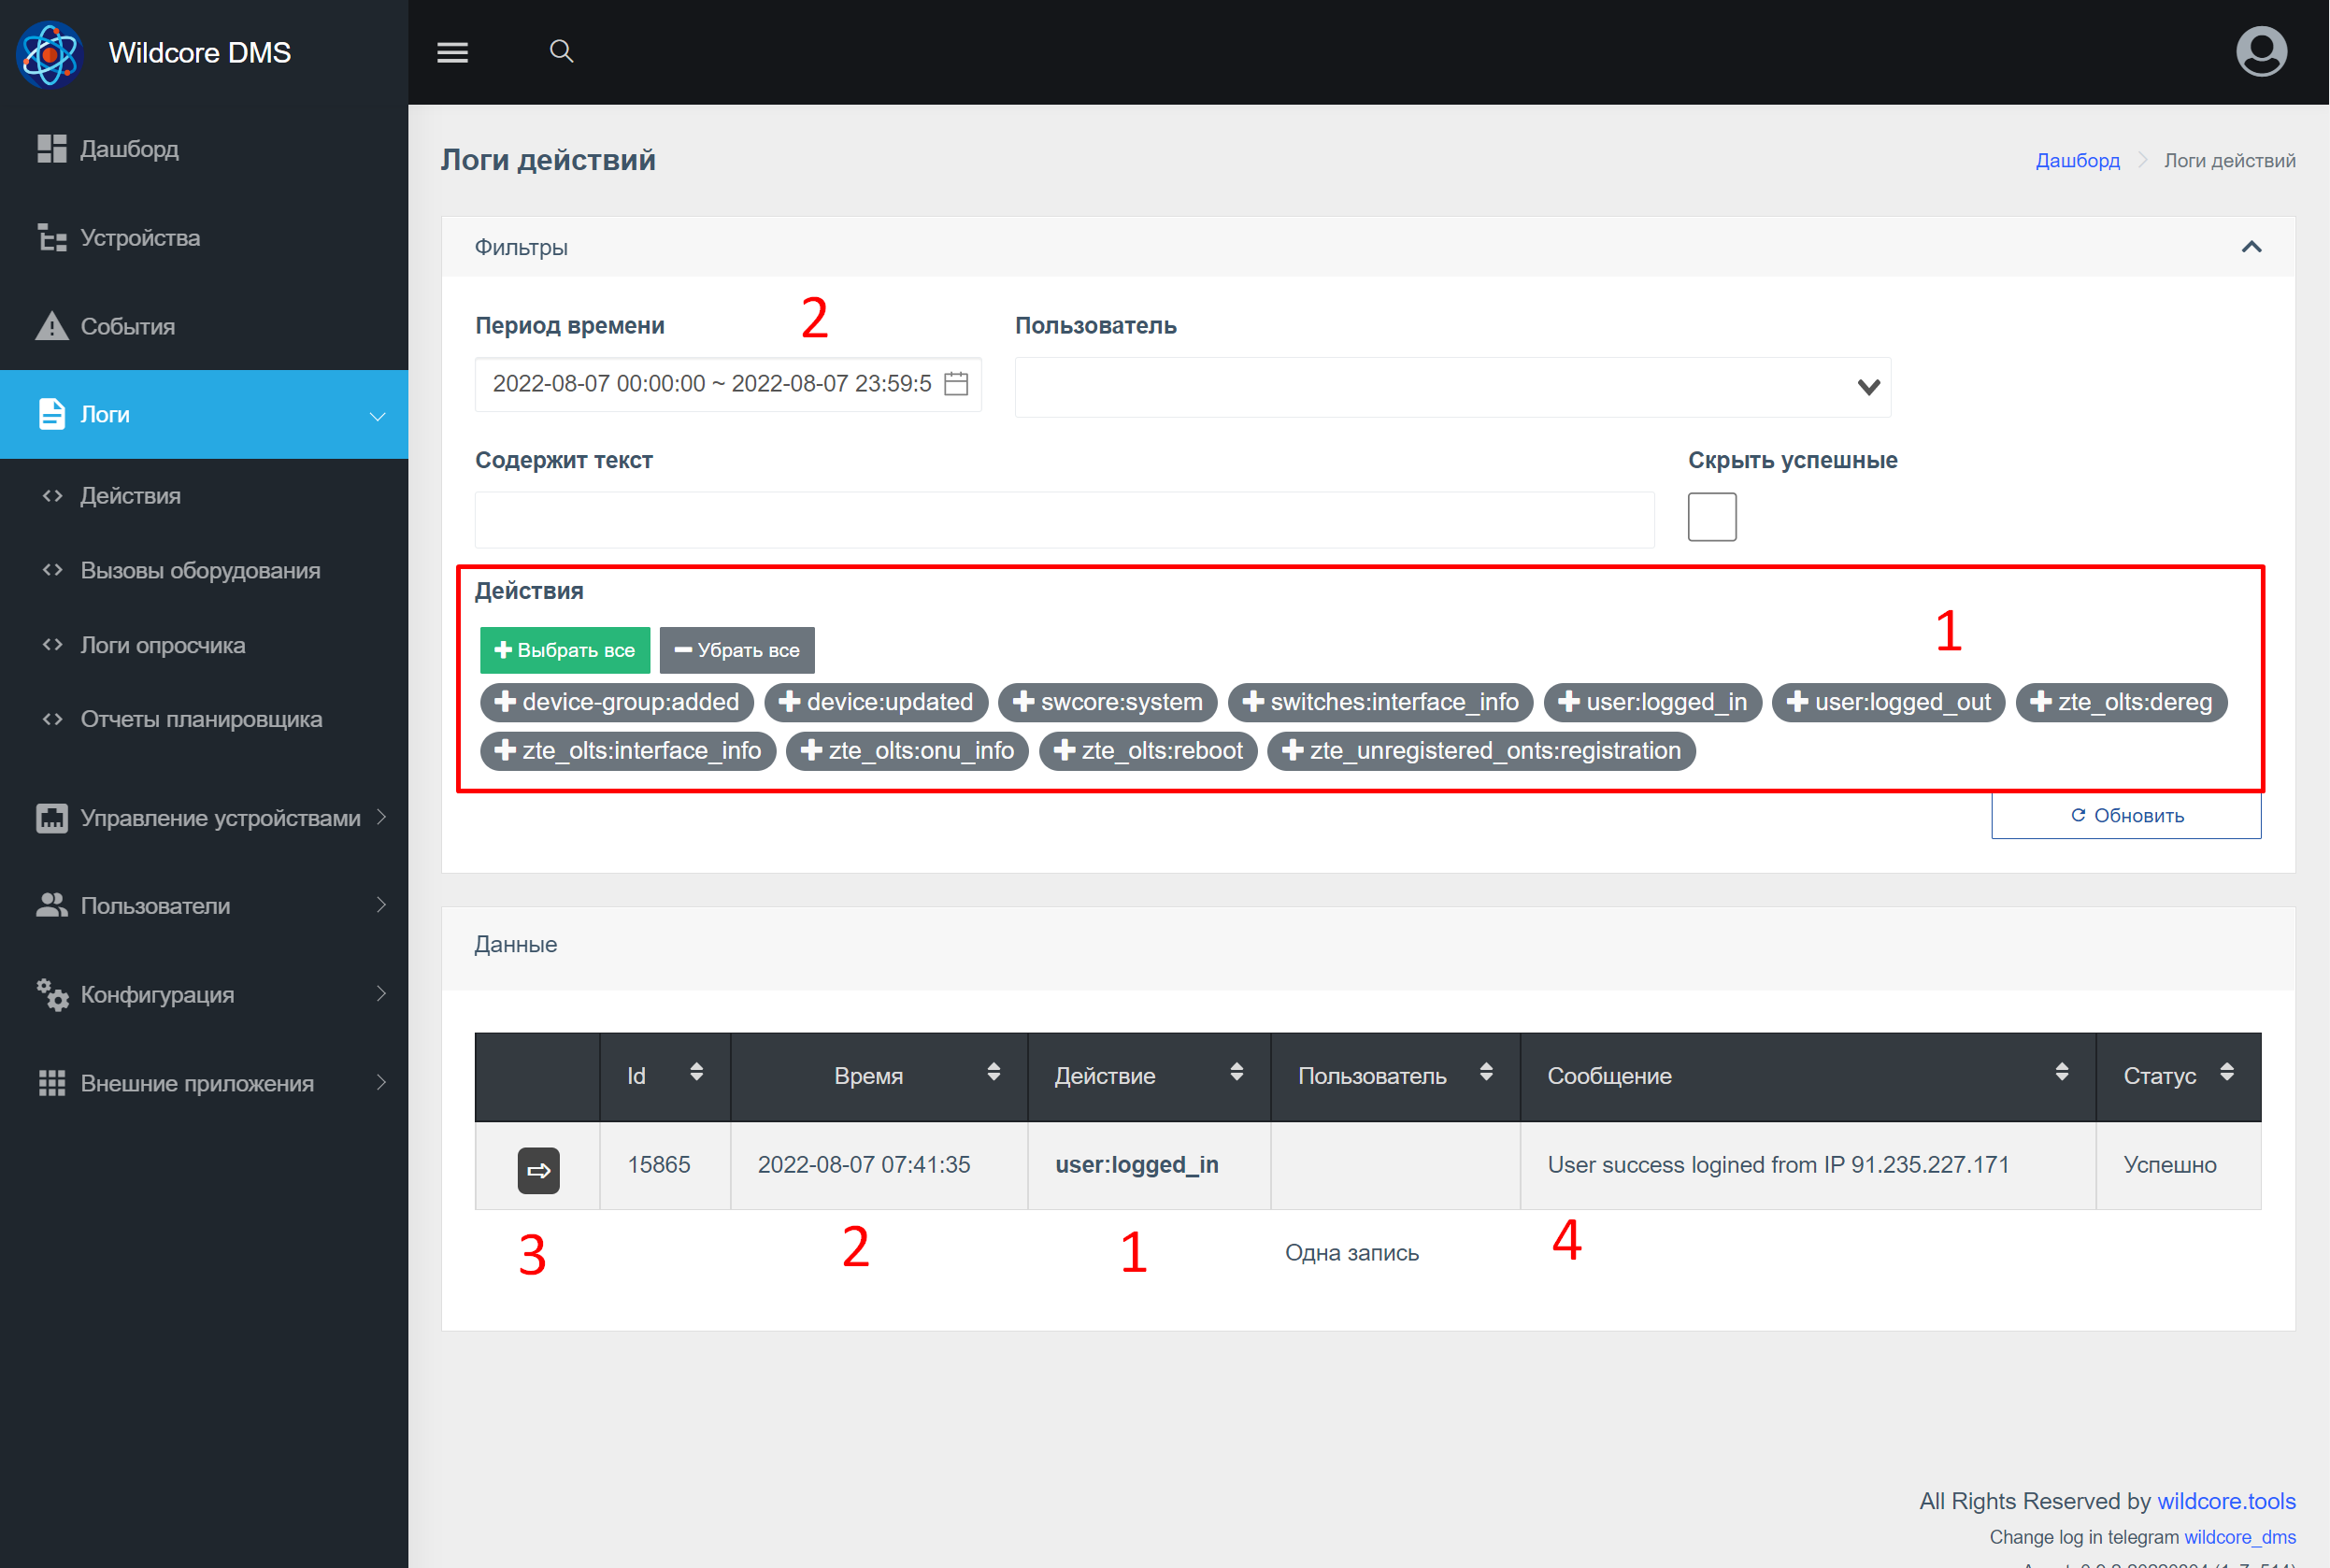 Wildcore DMS
Дашборд
Устройства
События
Логи
Действия
Вызовы оборудования
Логи опросчика
Отчеты планировщика
Управление устройствами
Пользователи
Конфигурация
Внешние приложения
Логи действий
Дашборд
Логи действий
Фильтры
Период времени
2
Пользователь
2022-08-07 00:00:00 ~ 2022-08-07 23:59:5
Содержит текст
Скрыть успешные
Действия
1
Выбрать все
Убрать все
device-group:added
device:updated
swcore:system
switches:interface_info
user:logged_in
user:logged_out
zte_olts:dereg
zte_olts:interface_info
zte_olts:onu_info
zte_olts:reboot
zte_unregistered_onts:registration
Обновить
Данные
Id Время Действие Пользователь Сообщение Статус
15865 2022-08-07 07:41:35 user:logged_in User success logined from IP 91.235.227.171 Успешно
3 2 1 4
Одна запись
All Rights Reserved by wildcore.tools
Change log in telegram wildcore_dms